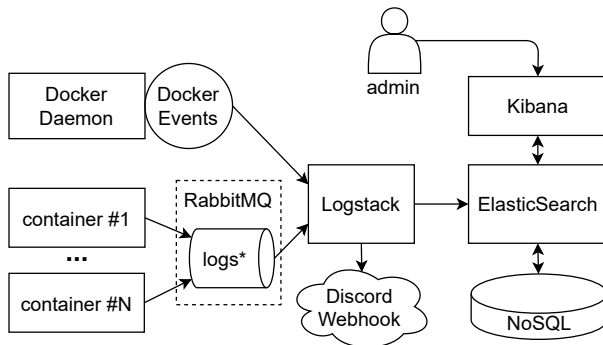 admin
Docker
Daemon
Docker
Events
Kibana
RabbitMQ
container #1
logs*
Logstack
ElasticSearch
...
container #N
Discord
Webhook
NoSQL